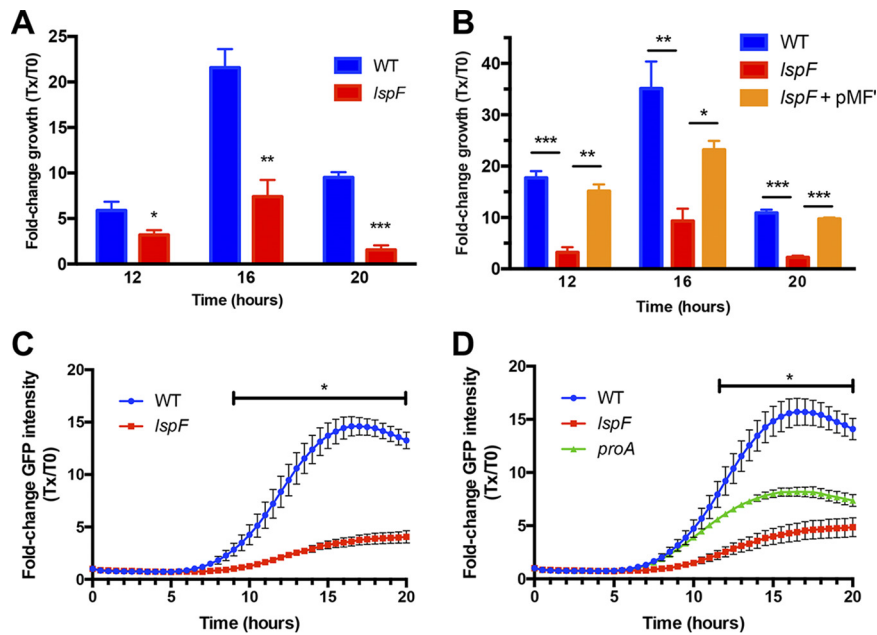 A
Fold-change growth (Tx/T0)
25
20
15
10
5
0
WT
lspF
*
**
***
12 16 20
Time (hours)
B
Fold-change growth (Tx/T0)
40
30
20
10
0
WT
lspF
lspF + pMF'
***
**
**
*
***
***
12 16 20
Time (hours)
C
Fold-change GFP intensity
(Tx/T0)
20
15
10
5
0
WT
lspF
*
0 5 10 15 20
Time (hours)
D
Fold-change GFP intensity
(Tx/T0)
20
15
10
5
0
WT
lspF
proA
*
0 5 10 15 20
Time (hours)